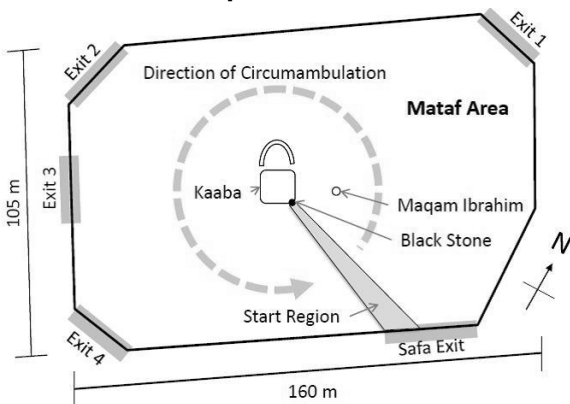 Exit 1
Exit 2
Direction of Circumambulation
Mataf Area
Exit 3
105 m
Kaaba
Maqam Ibrahim
Black Stone
N
Start Region
Exit 4
Safa Exit
160 m